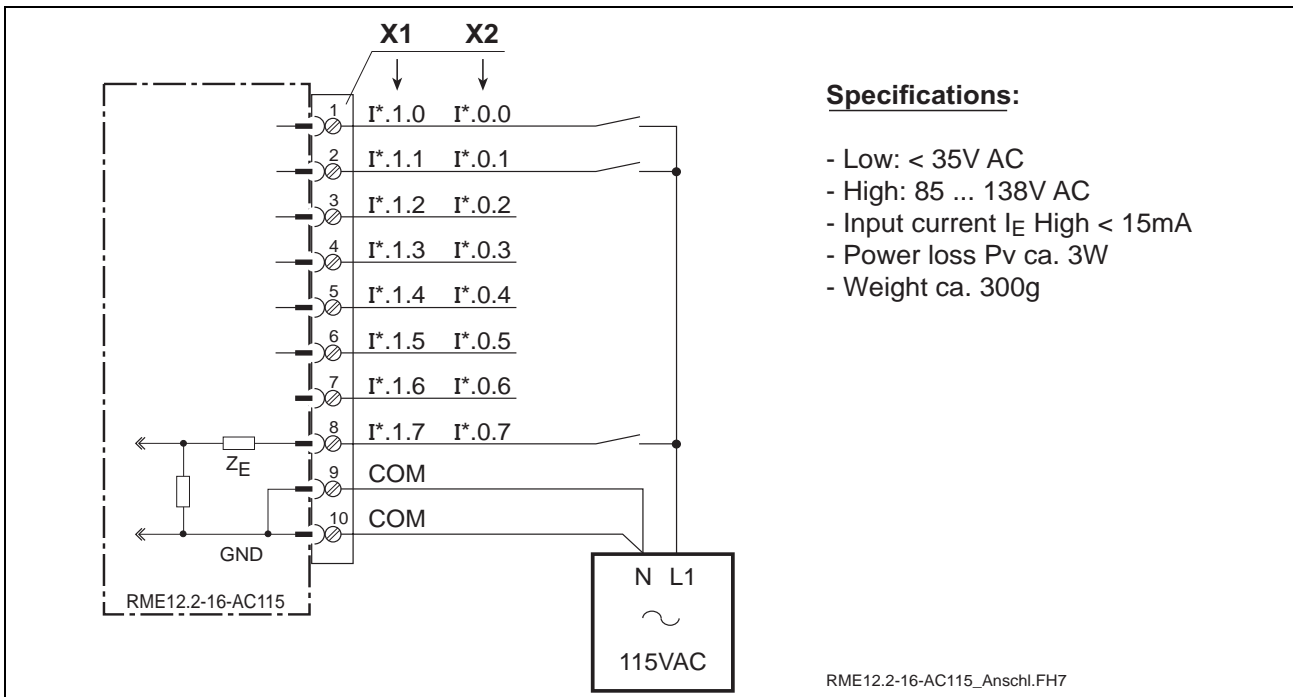 X1 X2
1 I*.1.0 I*.0.0
2 I*.1.1 I*.0.1
3 I*.1.2 I*.0.2
4 I*.1.3 I*.0.3
5 I*.1.4 I*.0.4
6 I*.1.5 I*.0.5
7 I*.1.6 I*.0.6
8 I*.1.7 I*.0.7
ZE
9 COM
10 COM
GND
RME12.2-16-AC115
N L1
115VAC
Specifications:
- Low: < 35V AC
- High: 85 ... 138V AC
- Input current IE High < 15mA
- Power loss Pv ca. 3W
- Weight ca. 300g
RME12.2-16-AC115_Anschl.FH7